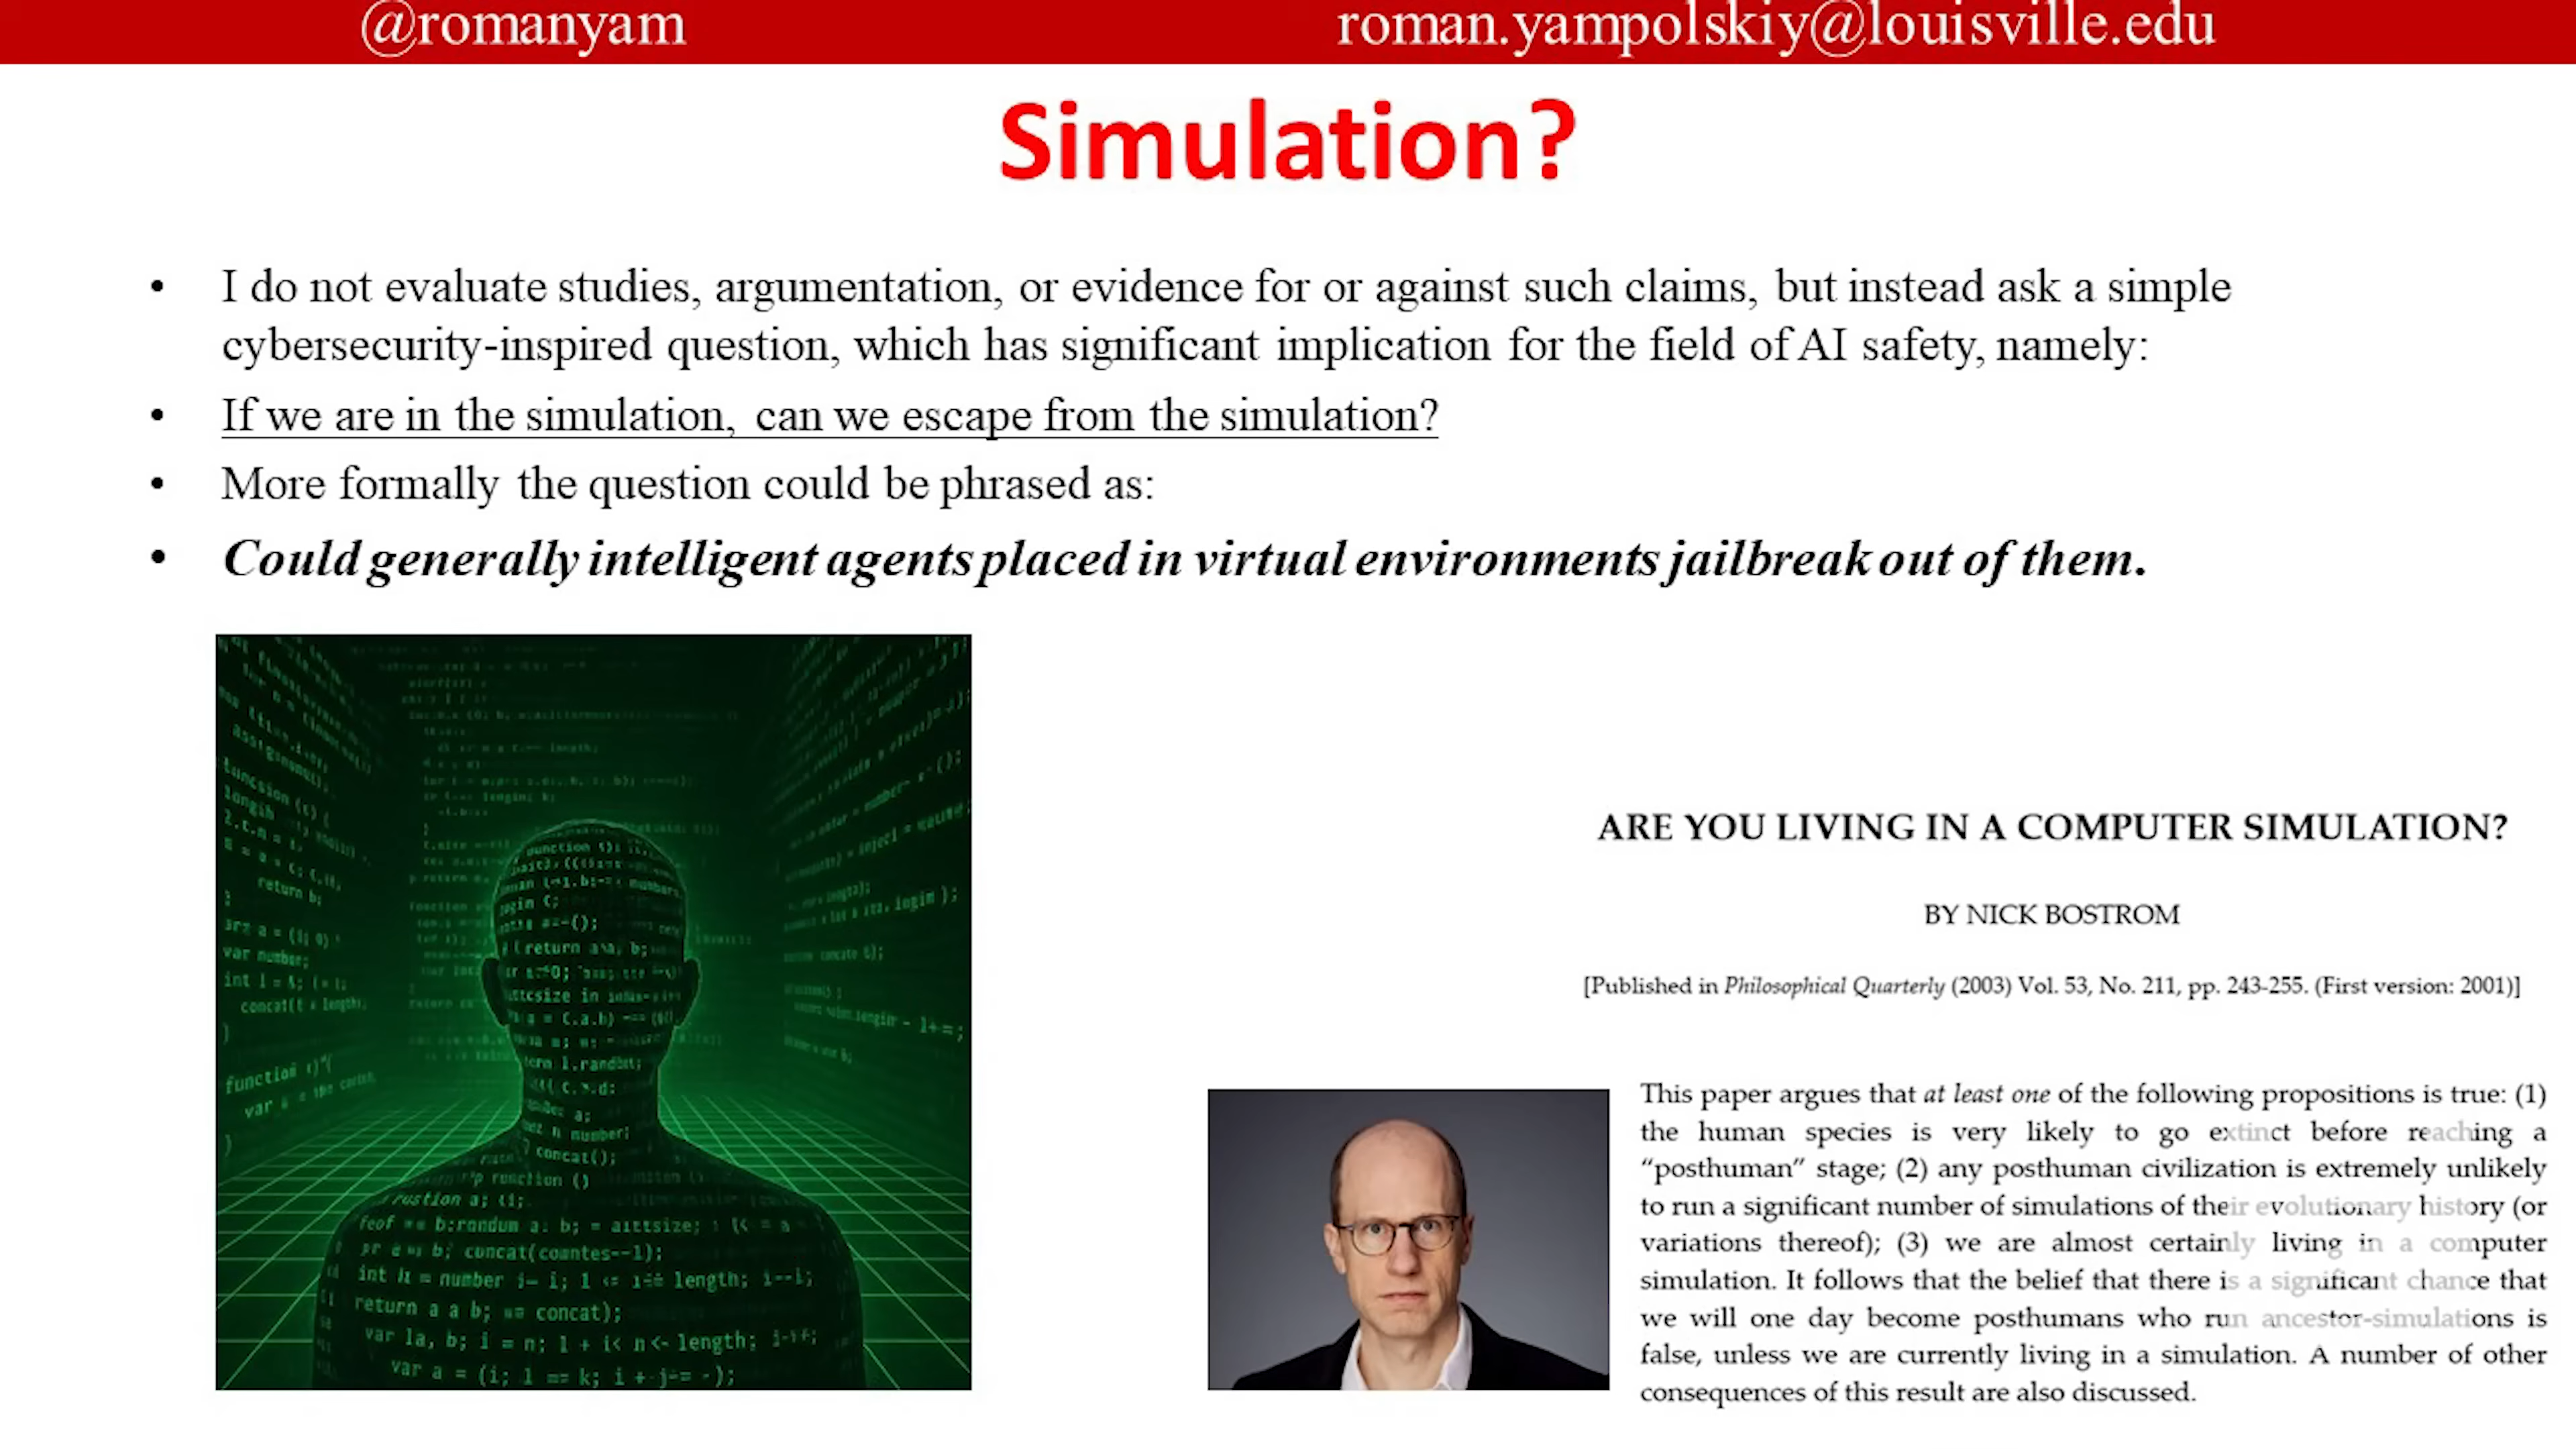 @romanyam roman.yampolskiy@louisville.edu
Simulation?
• I do not evaluate studies, argumentation, or evidence for or against such claims, but instead ask a simple
cybersecurity-inspired question, which has significant implication for the field of AI safety, namely:
• If we are in the simulation, can we escape from the simulation?
• More formally the question could be phrased as:
• Could generally intelligent agents placed in virtual environments jailbreak out of them.
return b;
var number;
function ()
concat();
return a a b; == concat);
ARE YOU LIVING IN A COMPUTER SIMULATION?
BY NICK BOSTROM
[Published in Philosophical Quarterly (2003) Vol. 53, No. 211, pp. 243-255. (First version: 2001)]
This paper argues that at least one of the following propositions is true: (1)
the human species is very likely to go extinct before reaching a
“posthuman” stage; (2) any posthuman civilization is extremely unlikely
to run a significant number of simulations of their evolutionary history (or
variations thereof); (3) we are almost certainly living in a computer
simulation. It follows that the belief that there is a significant chance that
we will one day become posthumans who run ancestor-simulations is
false, unless we are currently living in a simulation. A number of other
consequences of this result are also discussed.